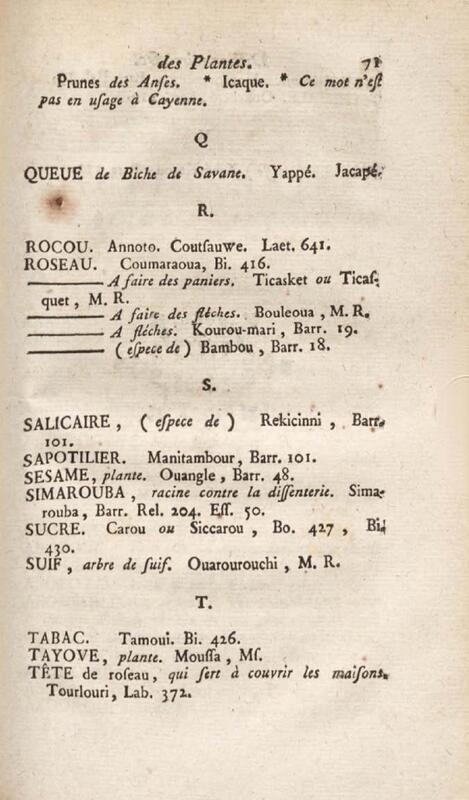 des Plantes. 71
Prunes des Anſes. * Icaque. * Ce mot n'eſt
pas en uſage à Cayenne.
Q
QUEUE de Biche de Savane. Yappé. Jacapé.
R.
ROCOU. Annoto. Coutſauwe. Laet. 641.
ROSEAU. Coumaraoua, Bi. 416.
——— A faire des paniers. Ticasket ou Ticaſ-
quet, M. R.
——— A faire des fléches. Bouleoua, M. R.
——— A fléches. Kourou-mari, Barr. 19.
——— (eſpece de) Bambou, Barr. 18.
S.
SALICAIRE, (eſpece de) Rekicinni, Barr.
101.
SAPOTILIER. Manitambour, Barr. 101.
SESAME, plante. Ouangle, Barr. 48.
SIMAROUBA, racine contre la diſſenterie. Sima-
rouba, Barr. Rel. 204. Eſſ. 50.
SUCRE. Carou ou Siccarou, Bo. 427, Bi.
430.
SUIF, arbre de ſuif. Ouarourouchi, M. R.
T.
TABAC. Tamoui. Bi. 426.
TAYOVE, plante. Mouſſa, Mſ.
TÊTE de roſeau, qui ſert à couvrir les maiſons.
Tourlouri, Lab. 372.